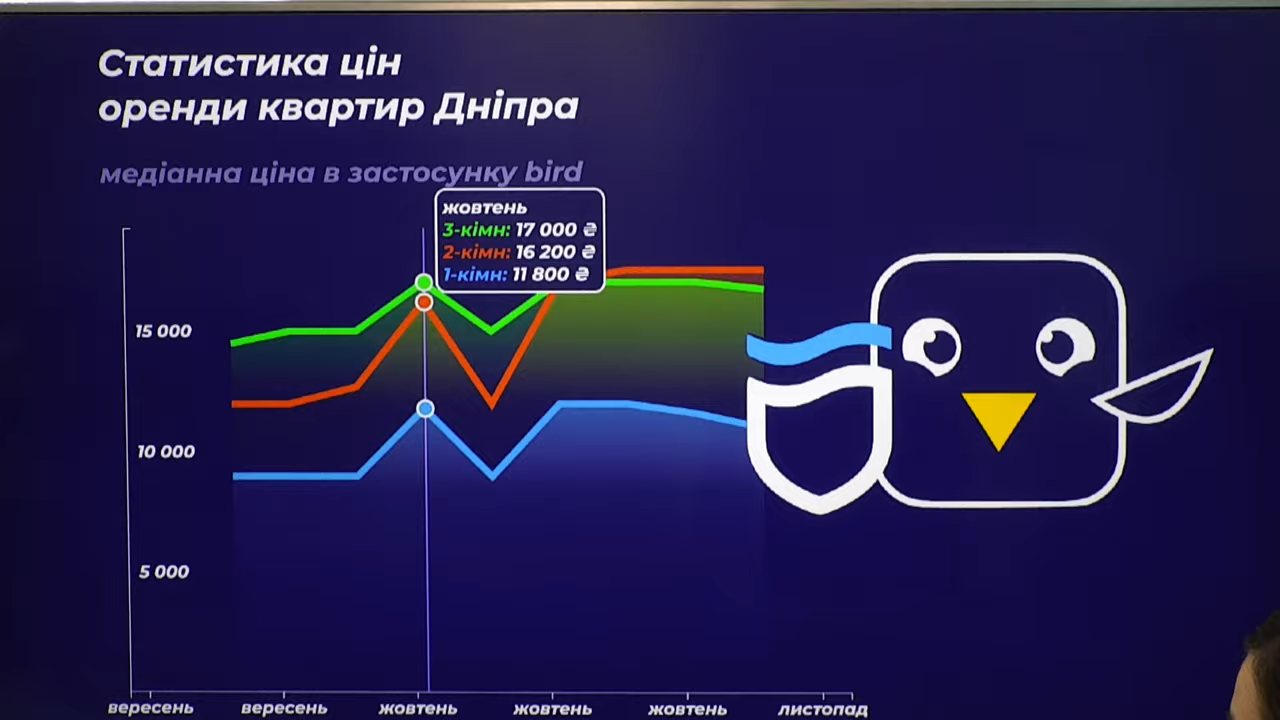 Статистика цін
оренди квартир Дніпра
медіанна ціна в застосунку bird
жовтень
3-кімн: 17 000 ₴
2-кімн: 16 200 ₴
1-кімн: 11 800 ₴
15 000
10 000
5 000
вересень вересень жовтень жовтень жовтень листопад